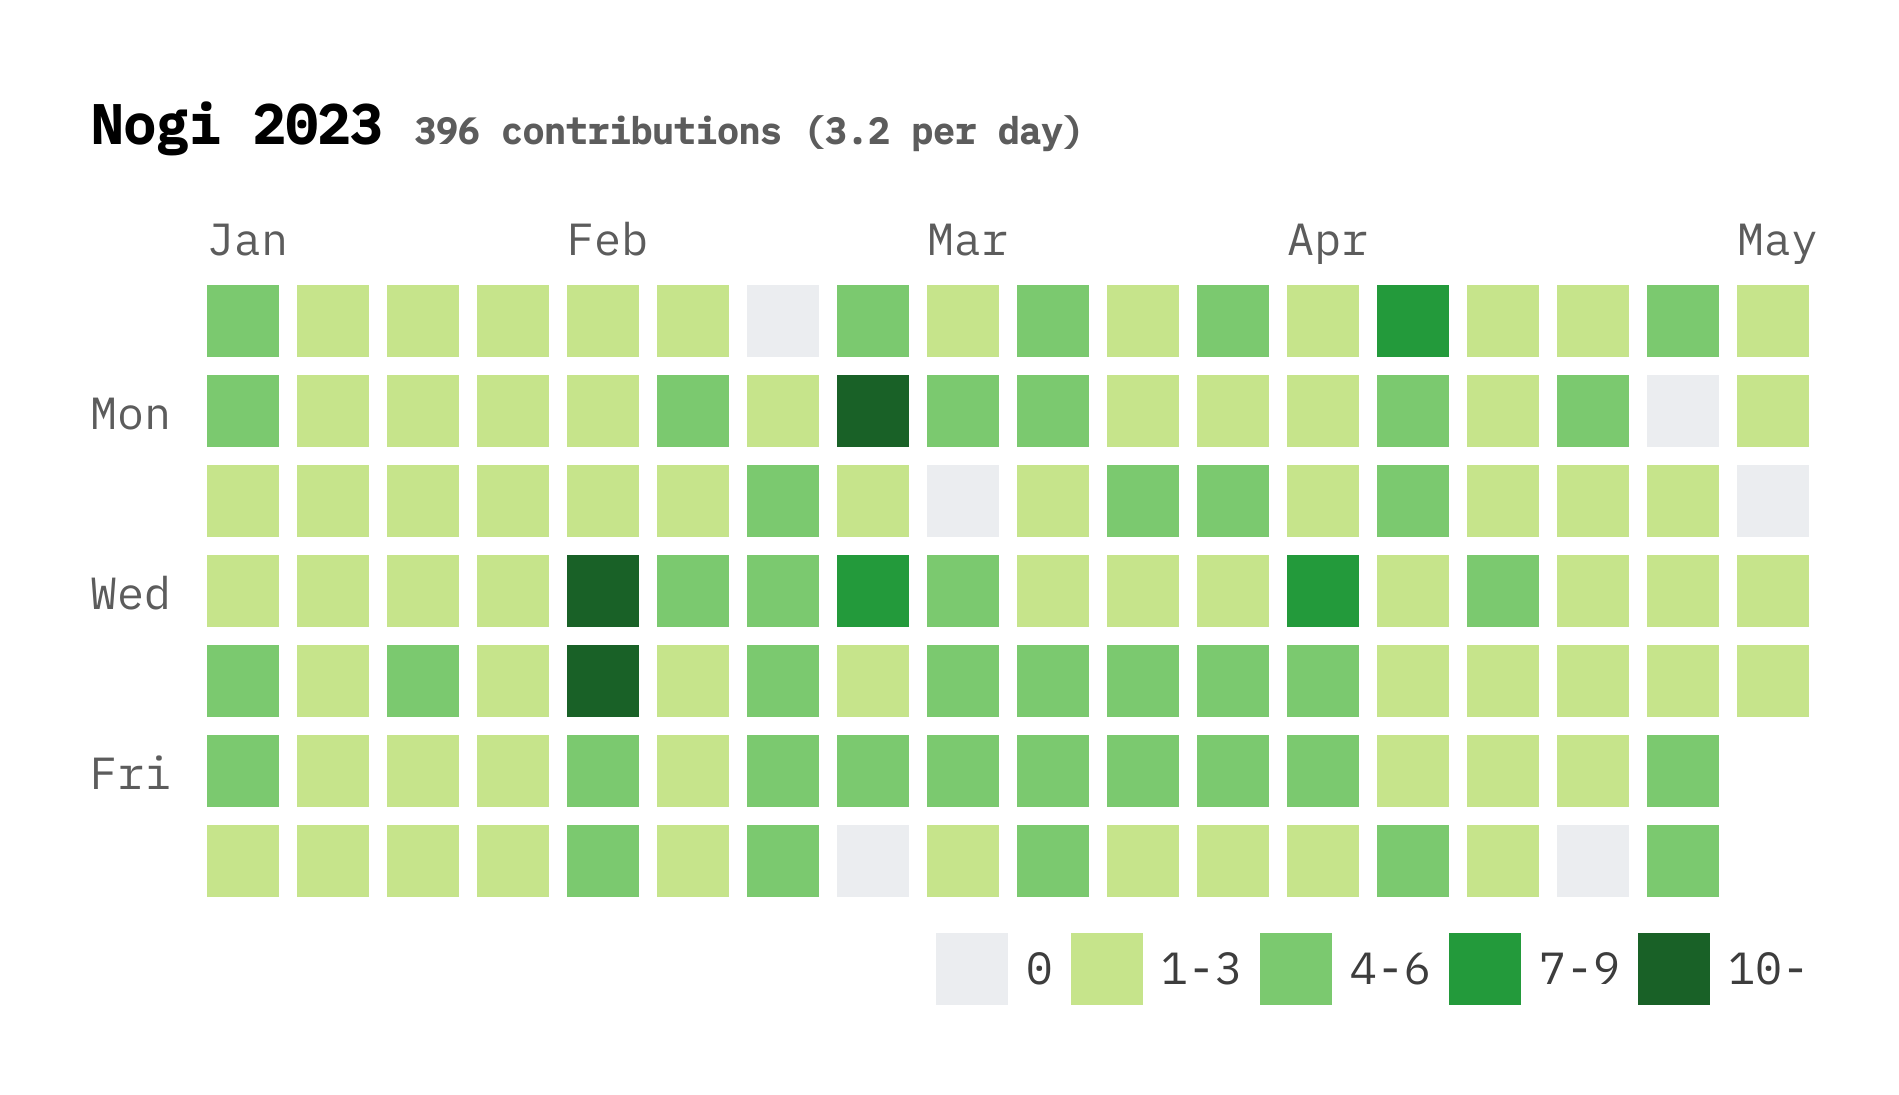 Nogi 2023 396 contributions (3.2 per day)
Jan Feb Mar Apr May
Mon
Wed
Fri
0 1-3 4-6 7-9 10-